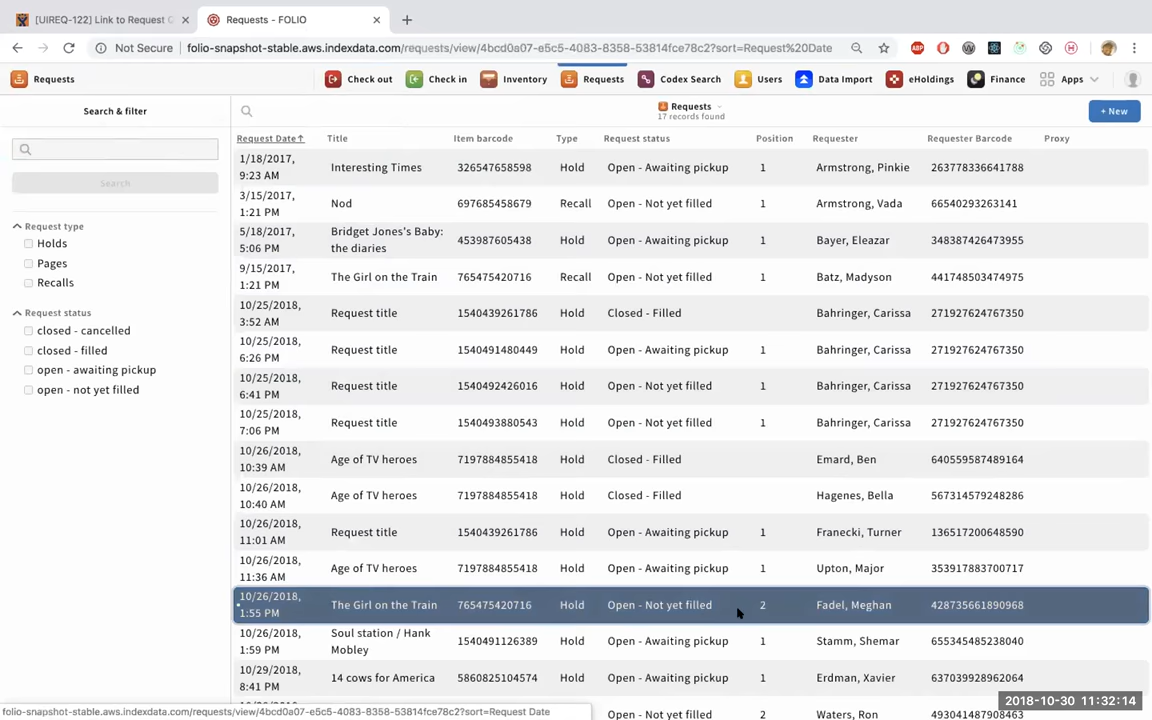 [UIREQ-122] Link to Request
Requests - FOLIO
Not Secure
folio-snapshot-stable.aws.indexdata.com/requests/view/4bcd0a07-e5c5-4083-8358-53814fce78c2?sort=Request%20Date
ABP
Requests
Check out
Check in
Inventory
Requests
Codex Search
Users
Data Import
eHoldings
Finance
Apps
Search & filter
Requests
17 records found
+ New
Request Date Title Item barcode Type Request status Position Requester Requester Barcode Proxy
Search
Request type
Holds
Pages
Recalls
Request status
closed - cancelled
closed - filled
open - awaiting pickup
open - not yet filled
1/18/2017, 9:23 AM Interesting Times 326547658598 Hold Open - Awaiting pickup 1 Armstrong, Pinkie 263778336641788
3/15/2017, 1:21 PM Nod 697685458679 Recall Open - Not yet filled 1 Armstrong, Vada 66540293263141
5/18/2017, 5:06 PM Bridget Jones's Baby: the diaries 453987605438 Hold Open - Awaiting pickup 1 Bayer, Eleazar 348387426473955
9/15/2017, 1:21 PM The Girl on the Train 765475420716 Recall Open - Not yet filled 1 Batz, Madyson 441748503474975
10/25/2018, 3:52 AM Request title 1540439261786 Hold Closed - Filled Bahringer, Carissa 271927624767350
10/25/2018, 6:26 PM Request title 1540491480449 Hold Open - Awaiting pickup 1 Bahringer, Carissa 271927624767350
10/25/2018, 6:41 PM Request title 1540492426016 Hold Open - Not yet filled 1 Bahringer, Carissa 271927624767350
10/25/2018, 7:06 PM Request title 1540493880543 Hold Open - Not yet filled 1 Bahringer, Carissa 271927624767350
10/26/2018, 10:39 AM Age of TV heroes 7197884855418 Hold Closed - Filled Emard, Ben 640559587489164
10/26/2018, 10:40 AM Age of TV heroes 7197884855418 Hold Closed - Filled Hagenes, Bella 567314579248286
10/26/2018, 11:01 AM Request title 1540439261786 Hold Open - Awaiting pickup 1 Franecki, Turner 136517200648590
10/26/2018, 11:36 AM Age of TV heroes 7197884855418 Hold Open - Awaiting pickup 1 Upton, Major 353917883700717
10/26/2018, 1:55 PM The Girl on the Train 765475420716 Hold Open - Not yet filled 2 Fadel, Meghan 428735661890968
10/26/2018, 1:59 PM Soul station / Hank Mobley 1540491126389 Hold Open - Awaiting pickup 1 Stamm, Shemar 655345485238040
10/29/2018, 8:41 PM 14 cows for America 5860825104574 Hold Open - Awaiting pickup 1 Erdman, Xavier 637039928962064
Hold Open - Not yet filled 2 Waters, Ron 493041487908463
folio-snapshot-stable.aws.indexdata.com/requests/view/4bcd0a07-e5c5-4083-8358-53814fce78c2?sort=Request Date
2018-10-30 11:32:14